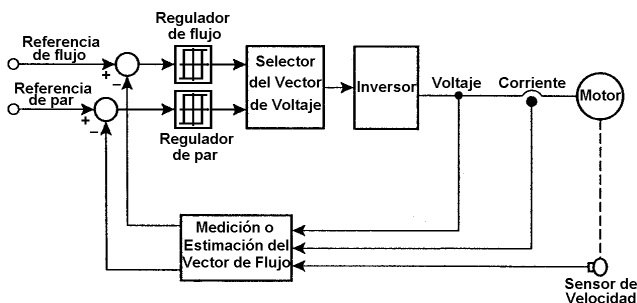 Regulador
de flujo
Referencia
de flujo
+
−
Selector
del Vector
de Voltaje
Inversor
Voltaje
Corriente
Motor
Referencia
de par
+
−
Regulador
de par
Medición o
Estimación del
Vector de Flujo
Sensor de
Velocidad